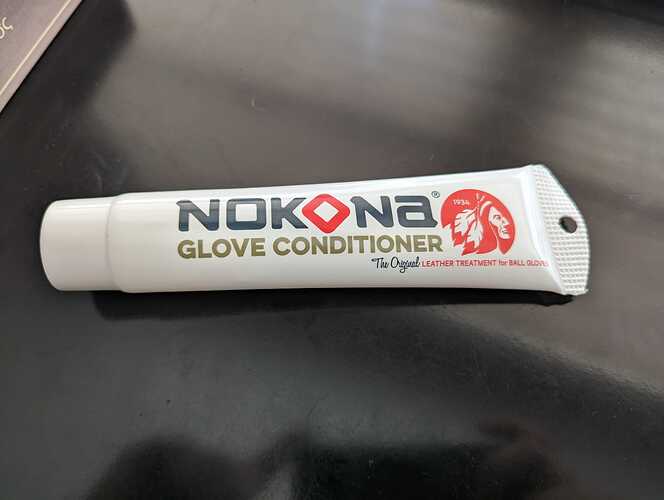 NOKONA®
1934
GLOVE CONDITIONER
The Original LEATHER TREATMENT for BALL GLOVES